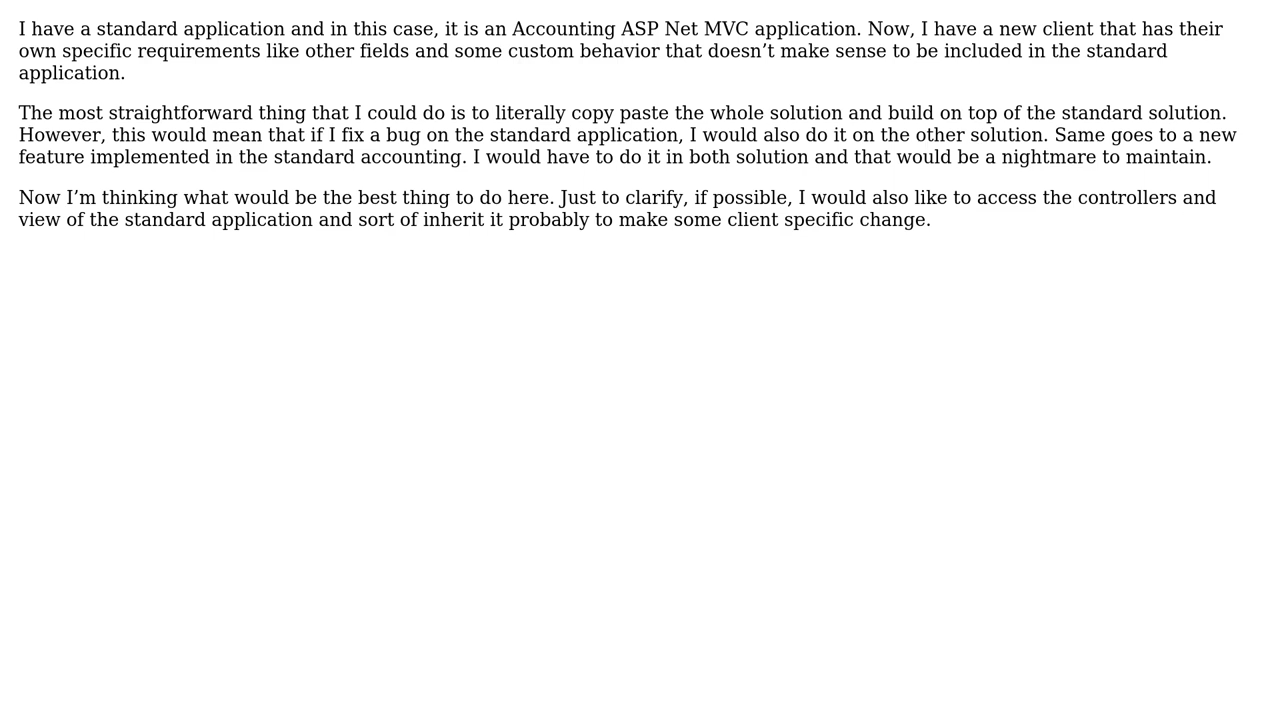 I have a standard application and in this case, it is an Accounting ASP Net MVC application. Now, I have a new client that has their
own specific requirements like other fields and some custom behavior that doesn’t make sense to be included in the standard
application.
The most straightforward thing that I could do is to literally copy paste the whole solution and build on top of the standard solution.
However, this would mean that if I fix a bug on the standard application, I would also do it on the other solution. Same goes to a new
feature implemented in the standard accounting. I would have to do it in both solution and that would be a nightmare to maintain.
Now I’m thinking what would be the best thing to do here. Just to clarify, if possible, I would also like to access the controllers and
view of the standard application and sort of inherit it probably to make some client specific change.